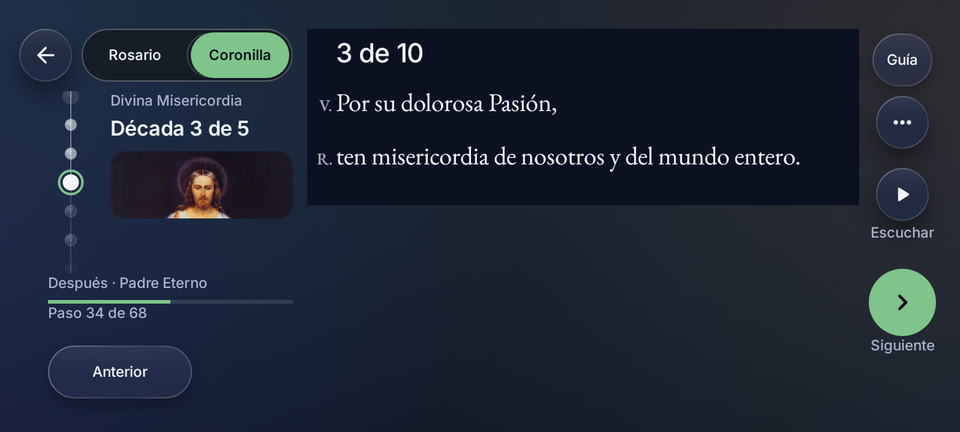 Rosario
Coronilla
Divina Misericordia
Década 3 de 5
Después · Padre Eterno
Paso 34 de 68
Anterior
3 de 10
V. Por su dolorosa Pasión,
R. ten misericordia de nosotros y del mundo entero.
Guía
Escuchar
Siguiente